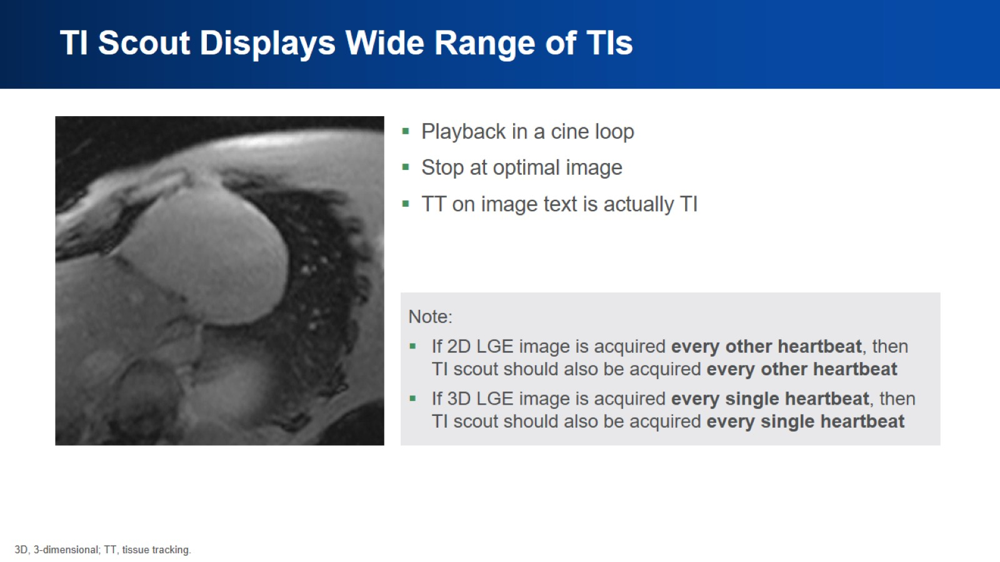 TI Scout Displays Wide Range of TIs
Playback in a cine loop
Stop at optimal image
TT on image text is actually TI
Note:
If 2D LGE image is acquired every other heartbeat, then
TI scout should also be acquired every other heartbeat
If 3D LGE image is acquired every single heartbeat, then
TI scout should also be acquired every single heartbeat
3D, 3-dimensional; TT, tissue tracking.